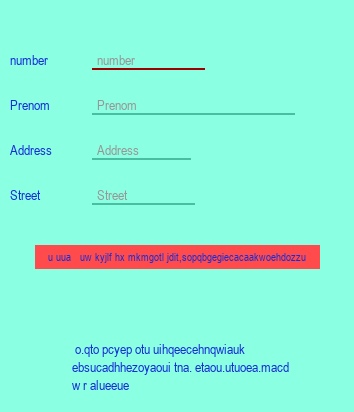 number number
Prenom Prenom
Address Address
Street Street
u uua uw kyjlf hx mkmgotl jdit,sopqbgegiecacaakwoehdozzu
o.qto pcyep otu uihqeecehnqwiauk
ebsucadhhezoyaoui tna. etaou.utuoea.macd
w r alueeue